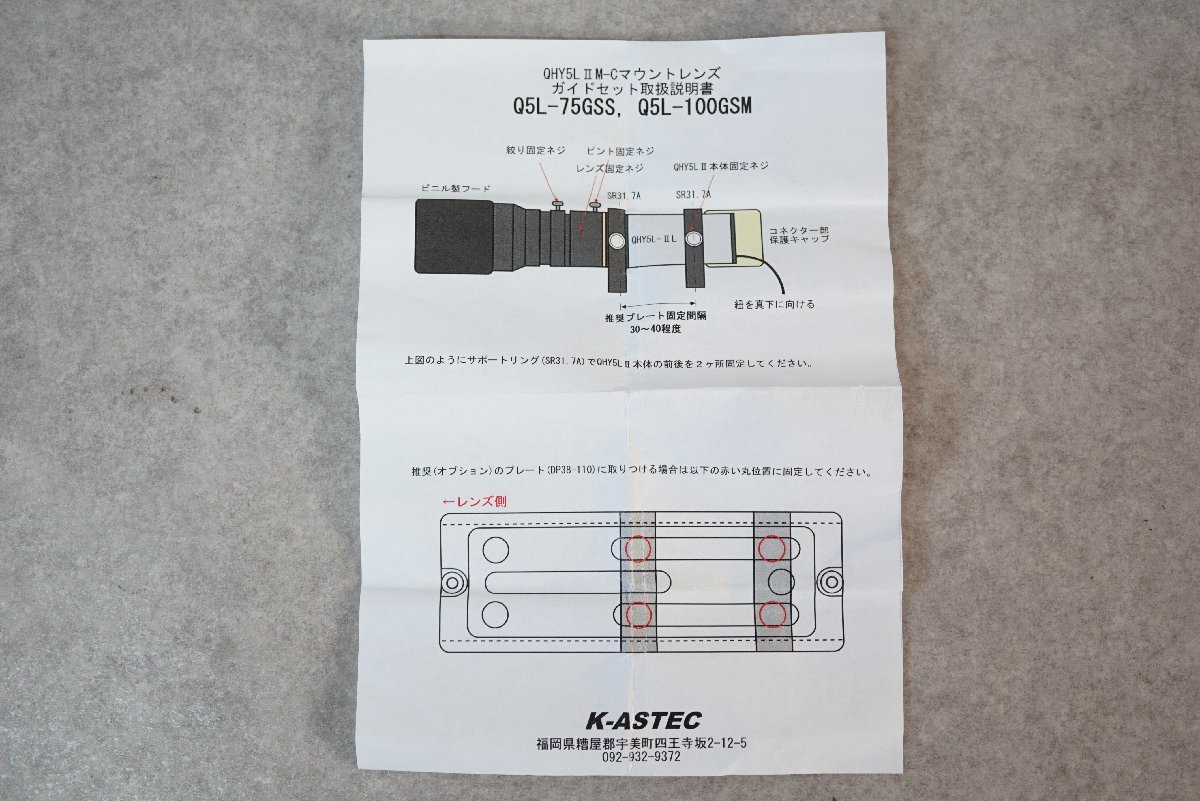 QHY5LⅡM-Cマウントレンズ
ガイドセット取扱説明書
Q5L-75GSS, Q5L-100GSM
絞り固定ネジ
ピント固定ネジ
レンズ固定ネジ
QHY5LⅡ本体固定ネジ
ビニル製フード
SR31.7A
SR31.7A
QHY5L-ⅡL
コネクター部
保護キャップ
紐を真下に向ける
推奨プレート固定間隔
30~40程度
上図のようにサポートリング(SR31.7A)でQHY5LⅡ本体の前後を2ヶ所固定してください。
推奨(オプション)のプレート(DP38-110)に取りつける場合は以下の赤い丸位置に固定してください。
←レンズ側
K-ASTEC
福岡県糟屋郡宇美町四王寺坂2-12-5
092-932-9372